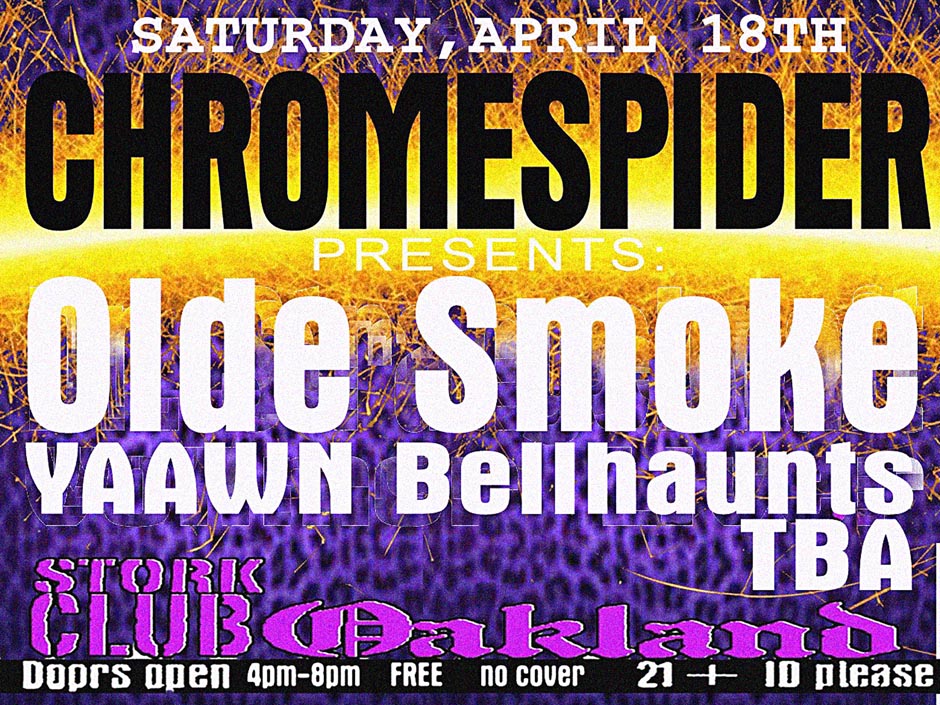 SATURDAY, APRIL 18TH
CHROMESPIDER
PRESENTS:
Olde Smoke
YAAWN Bellhaunts
TBA
STORK
CLUB Oakland
Doors open 4pm-8pm FREE no cover 21 + ID please